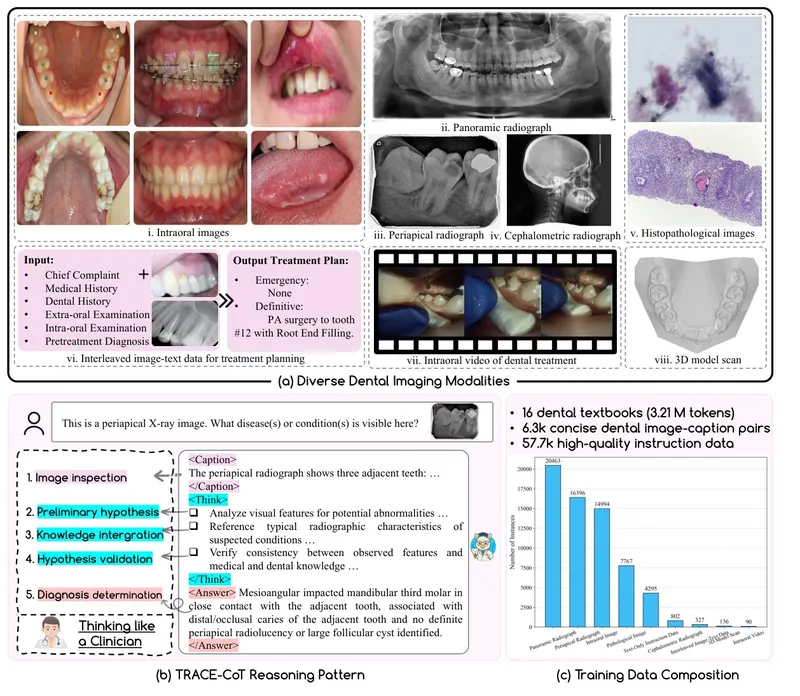 ii. Panoramic radiograph
i. Intraoral images
iii. Periapical radiograph
iv. Cephalometric radiograph
v. Histopathological images
Input:
• Chief Complaint
• Medical History
• Dental History
• Extra-oral Examination
• Intra-oral Examination
• Pretreatment Diagnosis
+
Output Treatment Plan:
• Emergency:
None
• Definitive:
PA surgery to tooth
#12 with Root End Filling.
vi. Interleaved image-text data for treatment planning
vii. Intraoral video of dental treatment
viii. 3D model scan
(a) Diverse Dental Imaging Modalities
This is a periapical X-ray image. What disease(s) or condition(s) is visible here?
1. Image inspection
2. Preliminary hypothesis
3. Knowledge intergration
4. Hypothesis validation
5. Diagnosis determination
Thinking like
a Clinician
<Caption>
The periapical radiograph shows three adjacent teeth: …
</Caption>
<Think>
❑ Analyze visual features for potential abnormalities …
❑ Reference typical radiographic characteristics of
suspected conditions …
❑ Verify consistency between observed features and
medical and dental knowledge …
</Think>
<Answer> Mesioangular impacted mandibular third molar in
close contact with the adjacent tooth, associated with
distal/occlusal caries of the adjacent tooth and no definite
periapical radiolucency or large follicular cyst identified.
</Answer>
(b) TRACE-CoT Reasoning Pattern
• 16 dental textbooks (3.21 M tokens)
• 6.3k concise dental image-caption pairs
• 57.7k high-quality instruction data
Number of Instances
20000
17500
15000
12500
10000
7500
5000
2500
0
20463
16396
14994
7767
4295
802
327
136
90
Panoramic Radiograph
Periapical Radiograph
Intraoral Image
Pathological Image
Text-Only Instruction Data
Cephalometric Radiograph
Interleaved Image-Text Data
3D Model Scan
Intraoral Video
(c) Training Data Composition